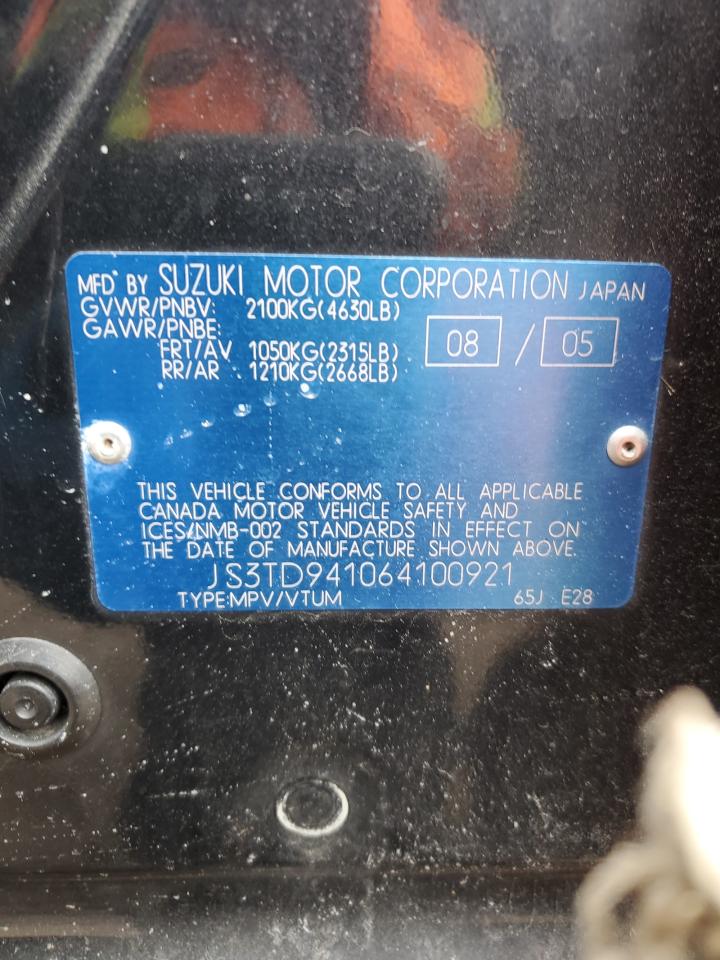 MFD BY SUZUKI MOTOR CORPORATION JAPAN
GVWR/PNBV: 2100KG(4630LB)
GAWR/PNBE:
FRT/AV 1050KG(2315LB)
RR/AR 1210KG(2668LB)
08 / 05
THIS VEHICLE CONFORMS TO ALL APPLICABLE
CANADA MOTOR VEHICLE SAFETY AND
ICES/NMB-002 STANDARDS IN EFFECT ON
THE DATE OF MANUFACTURE SHOWN ABOVE.
JS3TD941064100921
TYPE:MPV/VTUM 65J E28